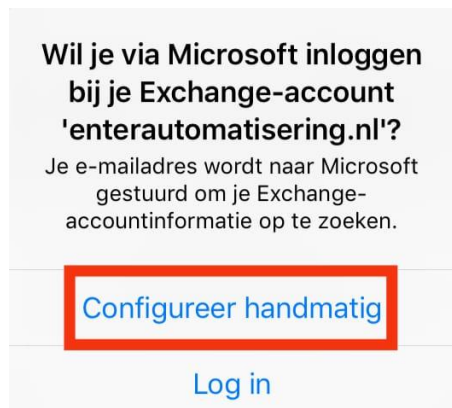 Wil je via Microsoft inloggen
bij je Exchange-account
'enterautomatisering.nl'?
Je e-mailadres wordt naar Microsoft
gestuurd om je Exchange-
accountinformatie op te zoeken.
Configureer handmatig
Log in